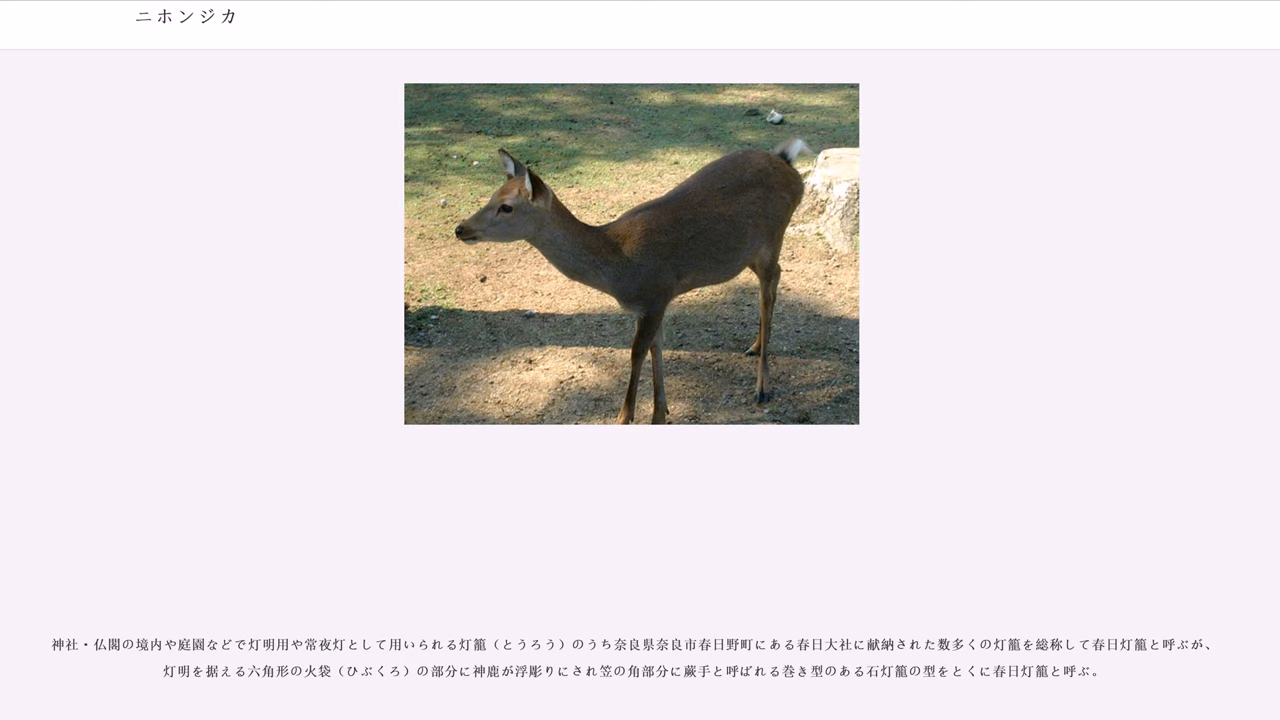 ニホンジカ
神社・仏閣の境内や庭園などで灯明用や常夜灯として用いられる灯籠（とうろう）のうち奈良県奈良市春日野町にある春日大社に献納された数多くの灯籠を総称して春日灯籠と呼ぶが、
灯明を据える六角形の火袋（ひぶくろ）の部分に神鹿が浮彫りにされ笠の角部分に蕨手と呼ばれる巻き型のある石灯籠の型をとくに春日灯籠と呼ぶ。